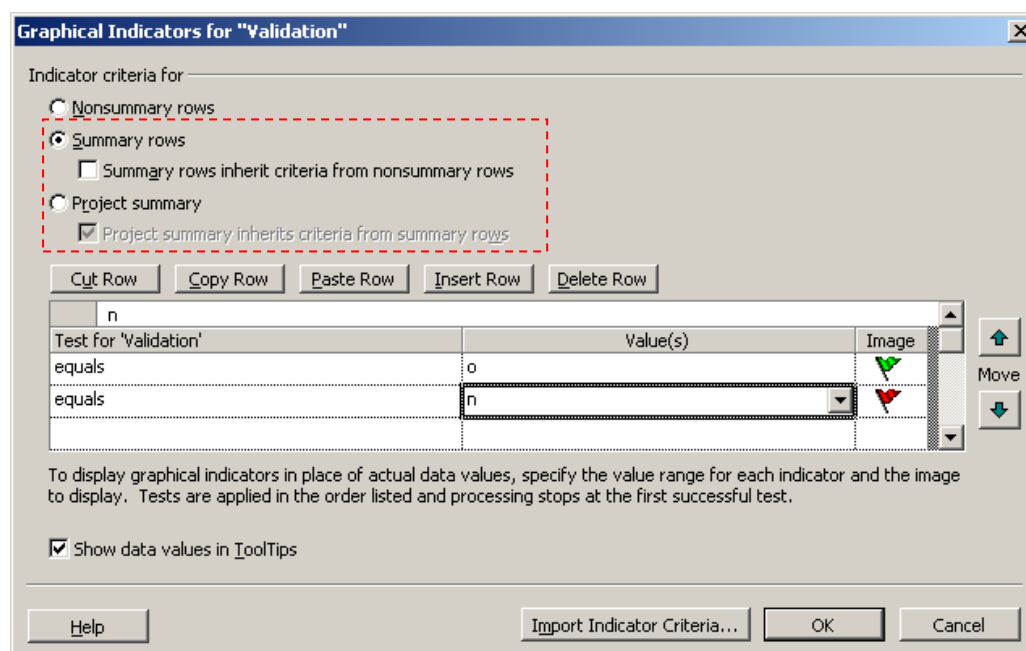 Graphical Indicators for "Validation"
Indicator criteria for
Nonsummary rows
Summary rows
Summary rows inherit criteria from nonsummary rows
Project summary
Project summary inherits criteria from summary rows
Cut Row Copy Row Paste Row Insert Row Delete Row
n
Test for 'Validation' Value(s) Image
equals o
Move
equals n
To display graphical indicators in place of actual data values, specify the value range for each indicator and the image
to display. Tests are applied in the order listed and processing stops at the first successful test.
Show data values in ToolTips
Help Import Indicator Criteria... OK Cancel